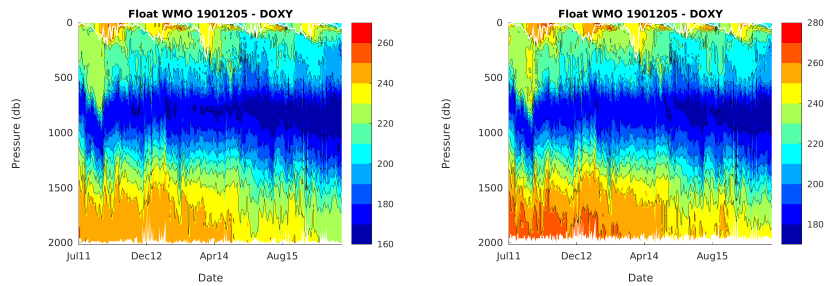 Float WMO 1901205 - DOXY
0
500
1000
1500
2000
Pressure (db)
Jul11 Dec12 Apr14 Aug15
Date
260
240
220
200
180
160
Float WMO 1901205 - DOXY
0
500
1000
1500
2000
Pressure (db)
Jul11 Dec12 Apr14 Aug15
Date
280
260
240
220
200
180